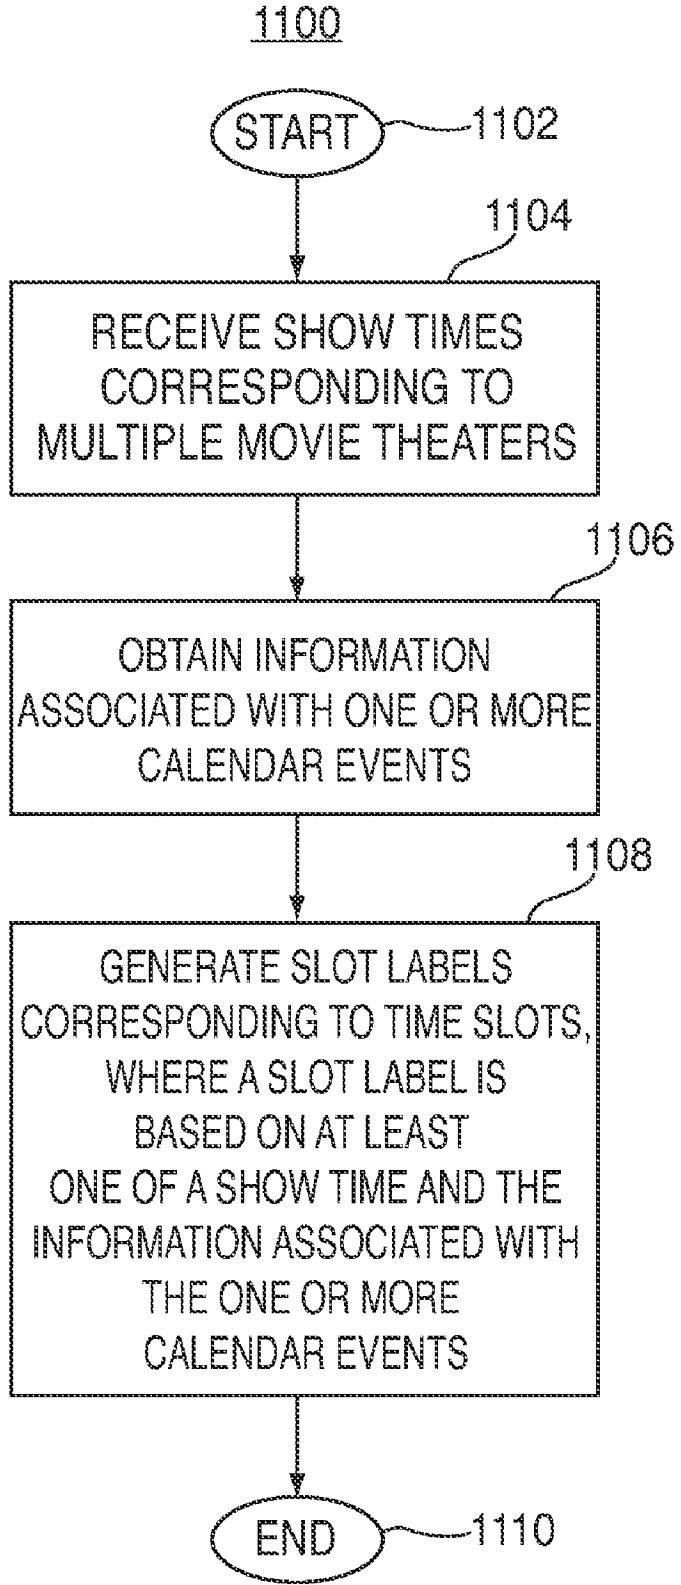 1100
START
1102
1104
RECEIVE SHOW TIMES
CORRESPONDING TO
MULTIPLE MOVIE THEATERS
1106
OBTAIN INFORMATION
ASSOCIATED WITH ONE OR MORE
CALENDAR EVENTS
1108
GENERATE SLOT LABELS
CORRESPONDING TO TIME SLOTS,
WHERE A SLOT LABEL IS
BASED ON AT LEAST
ONE OF A SHOW TIME AND THE
INFORMATION ASSOCIATED WITH
THE ONE OR MORE
CALENDAR EVENTS
END
1110